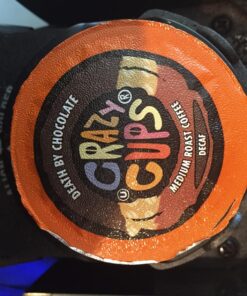 DEATH BY CHOCOLATE
CRAZY®
CUPS
U
MEDIUM ROAST COFFEE
DECAF